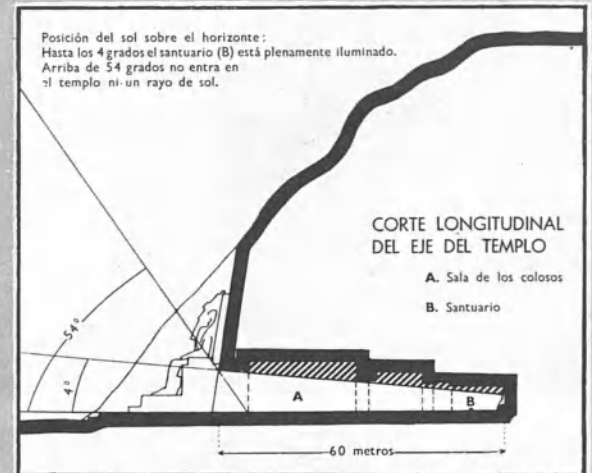 Posición del sol sobre el horizonte:
Hasta los 4 grados el santuario (B) está plenamente iluminado.
Arriba de 54 grados no entra en
el templo ni un rayo de sol.
CORTE LONGITUDINAL
DEL EJE DEL TEMPLO
A. Sala de los colosos
B. Santuario
54º
4º
A
B
60 metros